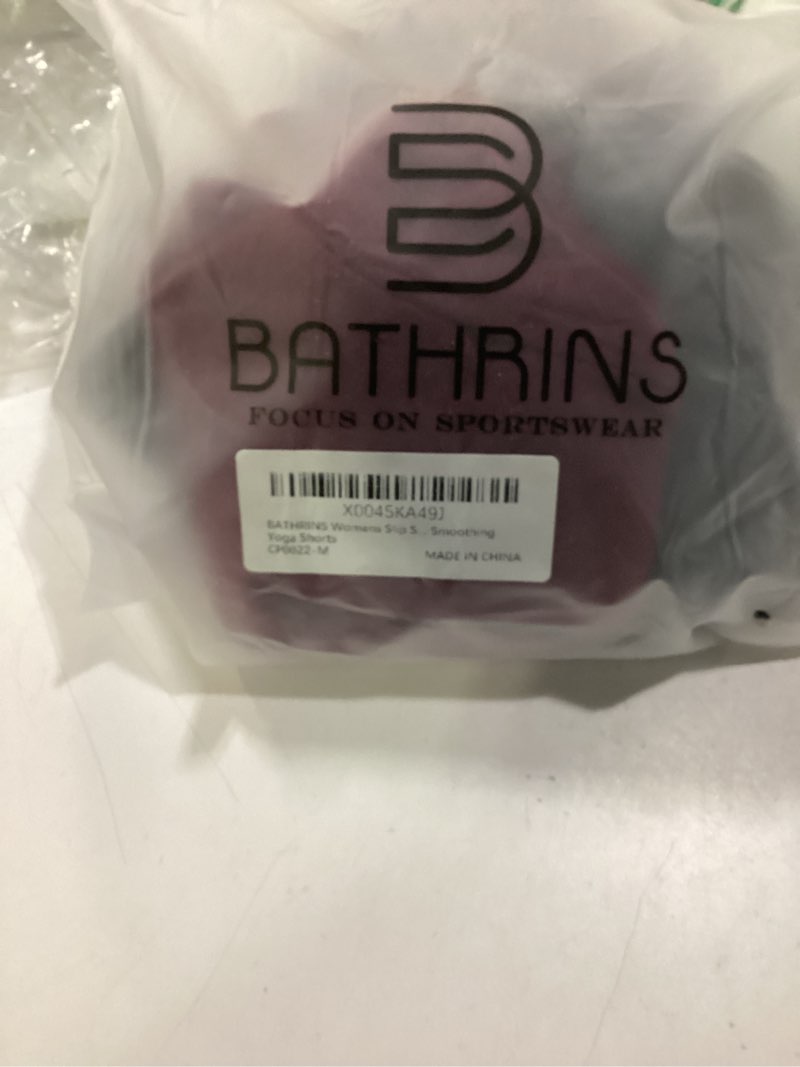 BATHRINS
FOCUS ON SPORTSWEAR
X004SKA49J
BATHRINS Womens Slip S... Smoothing
Yoga Shorts
CP0022-M
MADE IN CHINA